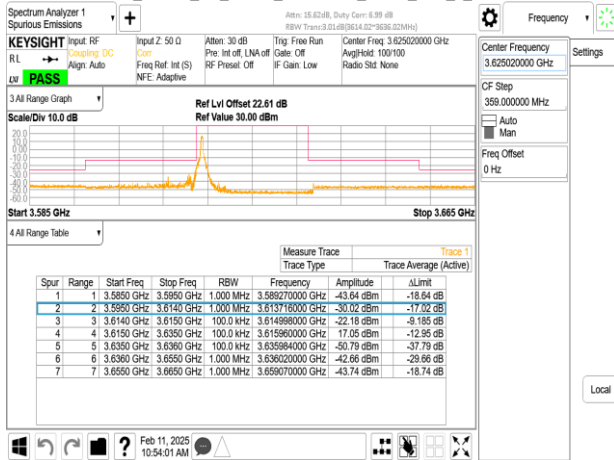 Spectrum Analyzer 1
Spurious Emissions
Atten: 15.62dB, Duty Corr: 6.99 dB
RBW Trans:3.01dB(3614.02~3636.02MHz)
Frequency
KEYSIGHT
RL
LXI
PASS
Input: RF
Coupling: DC
Align: Auto
Input Z: 50 Ω
Corr
Freq Ref: Int (S)
NFE: Adaptive
Atten: 30 dB
Pre: Int off, LNA off
RF Preset: Off
Trig: Free Run
Gate: Off
IF Gain: Low
Center Freq: 3.625020000 GHz
Avg|Hold: 100/100
Radio Std: None
Center Frequency
3.625020000 GHz
Settings
CF Step
359.000000 MHz
Auto
Man
Freq Offset
0 Hz
Local
3 All Range Graph
Scale/Div 10.0 dB
Ref Lvl Offset 22.61 dB
Ref Value 30.00 dBm
20.0
10.0
0.00
-10.0
-20.0
-30.0
-40.0
-50.0
-60.0
Start 3.585 GHz
Stop 3.665 GHz
4 All Range Table
Measure Trace Trace 1
Trace Type Trace Average (Active)
Spur Range Start Freq Stop Freq RBW Frequency Amplitude ΔLimit
1 1 3.5850 GHz 3.5950 GHz 1.000 MHz 3.589270000 GHz -43.64 dBm -18.64 dB
2 2 3.5950 GHz 3.6140 GHz 1.000 MHz 3.613716000 GHz -30.02 dBm -17.02 dB
3 3 3.6140 GHz 3.6150 GHz 100.0 kHz 3.614998000 GHz -22.18 dBm -9.185 dB
4 4 3.6150 GHz 3.6350 GHz 100.0 kHz 3.615960000 GHz 17.05 dBm -12.95 dB
5 5 3.6350 GHz 3.6360 GHz 100.0 kHz 3.635984000 GHz -50.79 dBm -37.79 dB
6 6 3.6360 GHz 3.6550 GHz 1.000 MHz 3.636020000 GHz -42.66 dBm -29.66 dB
7 7 3.6550 GHz 3.6650 GHz 1.000 MHz 3.659070000 GHz -43.74 dBm -18.74 dB
Feb 11, 2025
10:54:01 AM